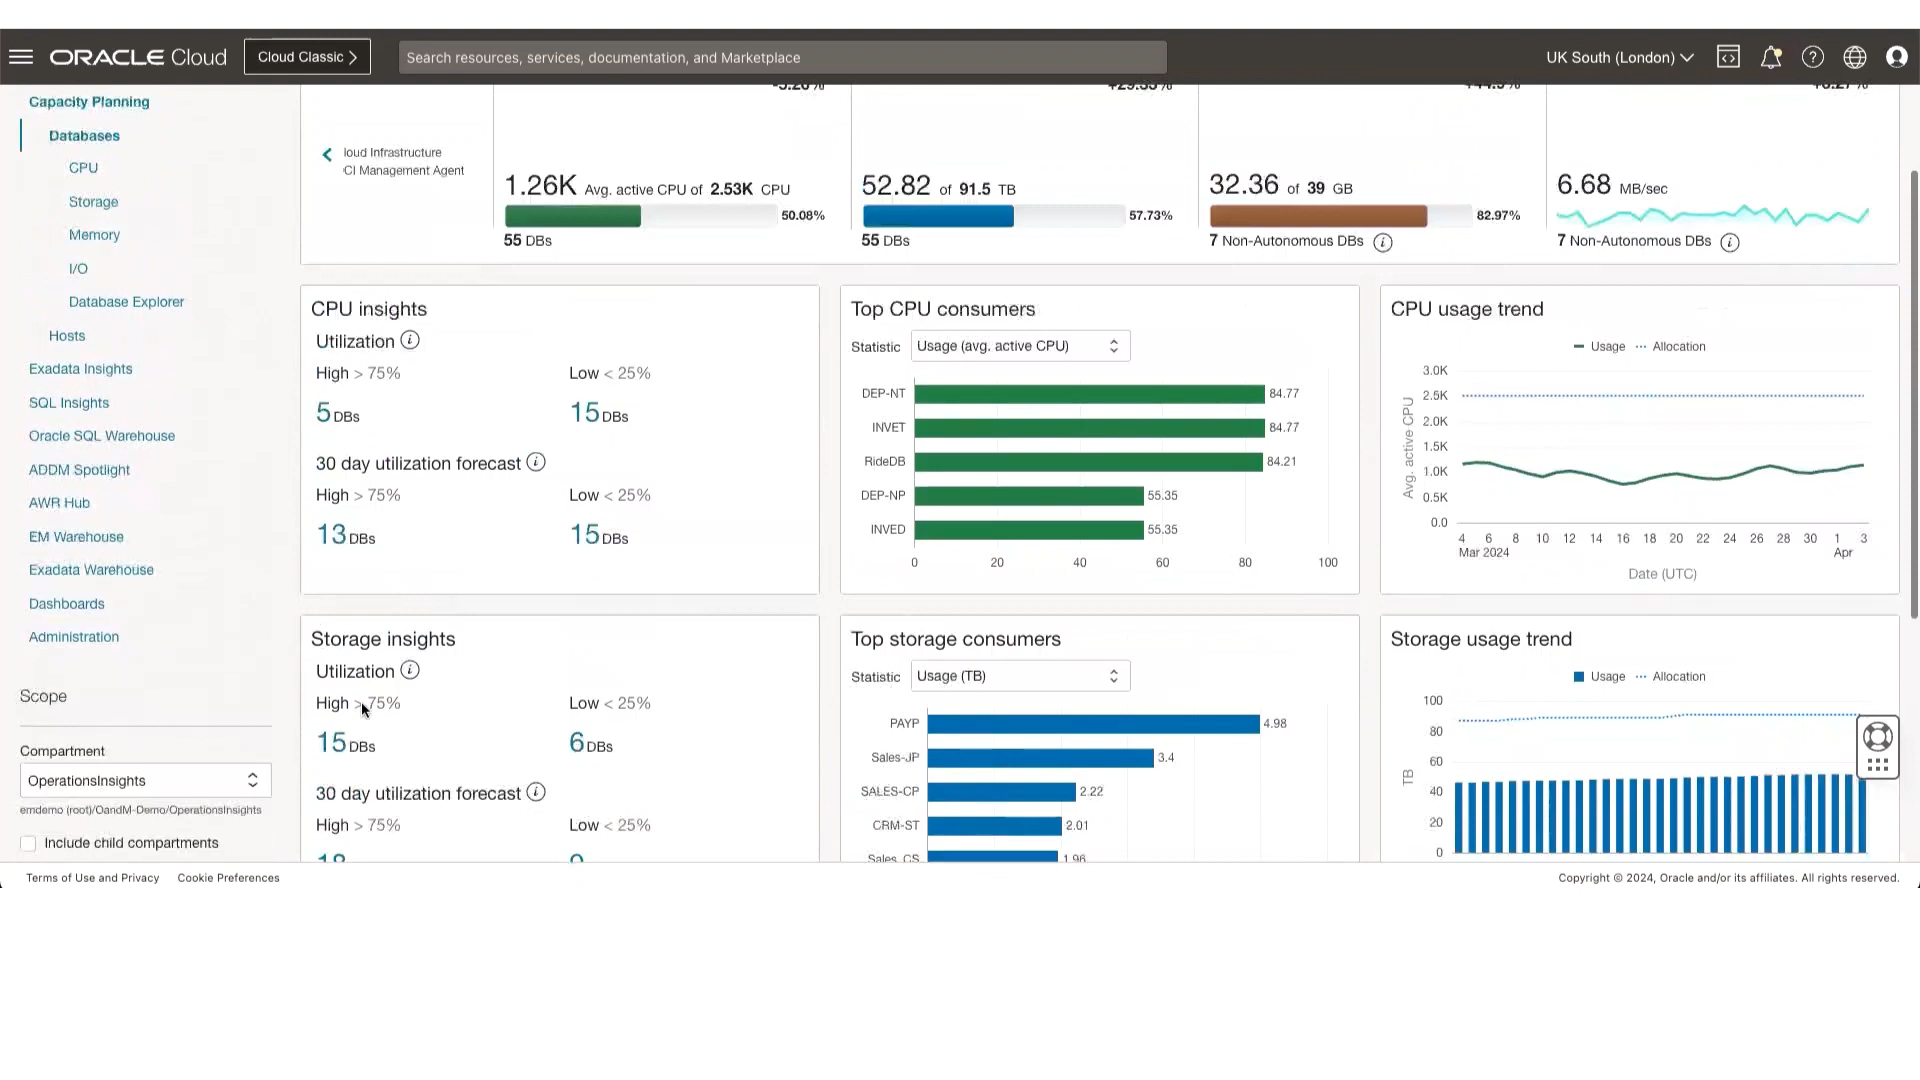 ORACLE Cloud
Cloud Classic
Search resources, services, documentation, and Marketplace
UK South (London)
Capacity Planning
Databases
CPU
Storage
Memory
I/O
Database Explorer
Hosts
Exadata Insights
SQL Insights
Oracle SQL Warehouse
ADDM Spotlight
AWR Hub
EM Warehouse
Exadata Warehouse
Dashboards
Administration
Scope
Compartment
OperationsInsights
emdemo (root)/OandM-Demo/OperationsInsights
Include child compartments
loud Infrastructure
CI Management Agent
1.26K Avg. active CPU of 2.53K CPU
50.08%
55 DBs
52.82 of 91.5 TB
57.73%
55 DBs
32.36 of 39 GB
82.97%
7 Non-Autonomous DBs
6.68 MB/sec
7 Non-Autonomous DBs
CPU insights
Utilization
High > 75%
Low < 25%
5 DBs
15 DBs
30 day utilization forecast
High > 75%
Low < 25%
13 DBs
15 DBs
Top CPU consumers
Statistic
Usage (avg. active CPU)
DEP-NT 84.77
INVET 84.77
RideDB 84.21
DEP-NP 55.35
INVED 55.35
0 20 40 60 80 100
CPU usage trend
Usage Allocation
Avg. active CPU
3.0K
2.5K
2.0K
1.5K
1.0K
0.5K
0.0
4 6 8 10 12 14 16 18 20 22 24 26 28 30 1 3
Mar 2024 Apr
Date (UTC)
Storage insights
Utilization
High > 75%
Low < 25%
15 DBs
6 DBs
30 day utilization forecast
High > 75%
Low < 25%
Top storage consumers
Statistic
Usage (TB)
PAYP 4.98
Sales-JP 3.4
SALES-CP 2.22
CRM-ST 2.01
Sales_CS 1.96
Storage usage trend
Usage Allocation
TB
100
80
60
40
20
0
Terms of Use and Privacy
Cookie Preferences
Copyright © 2024, Oracle and/or its affiliates. All rights reserved.